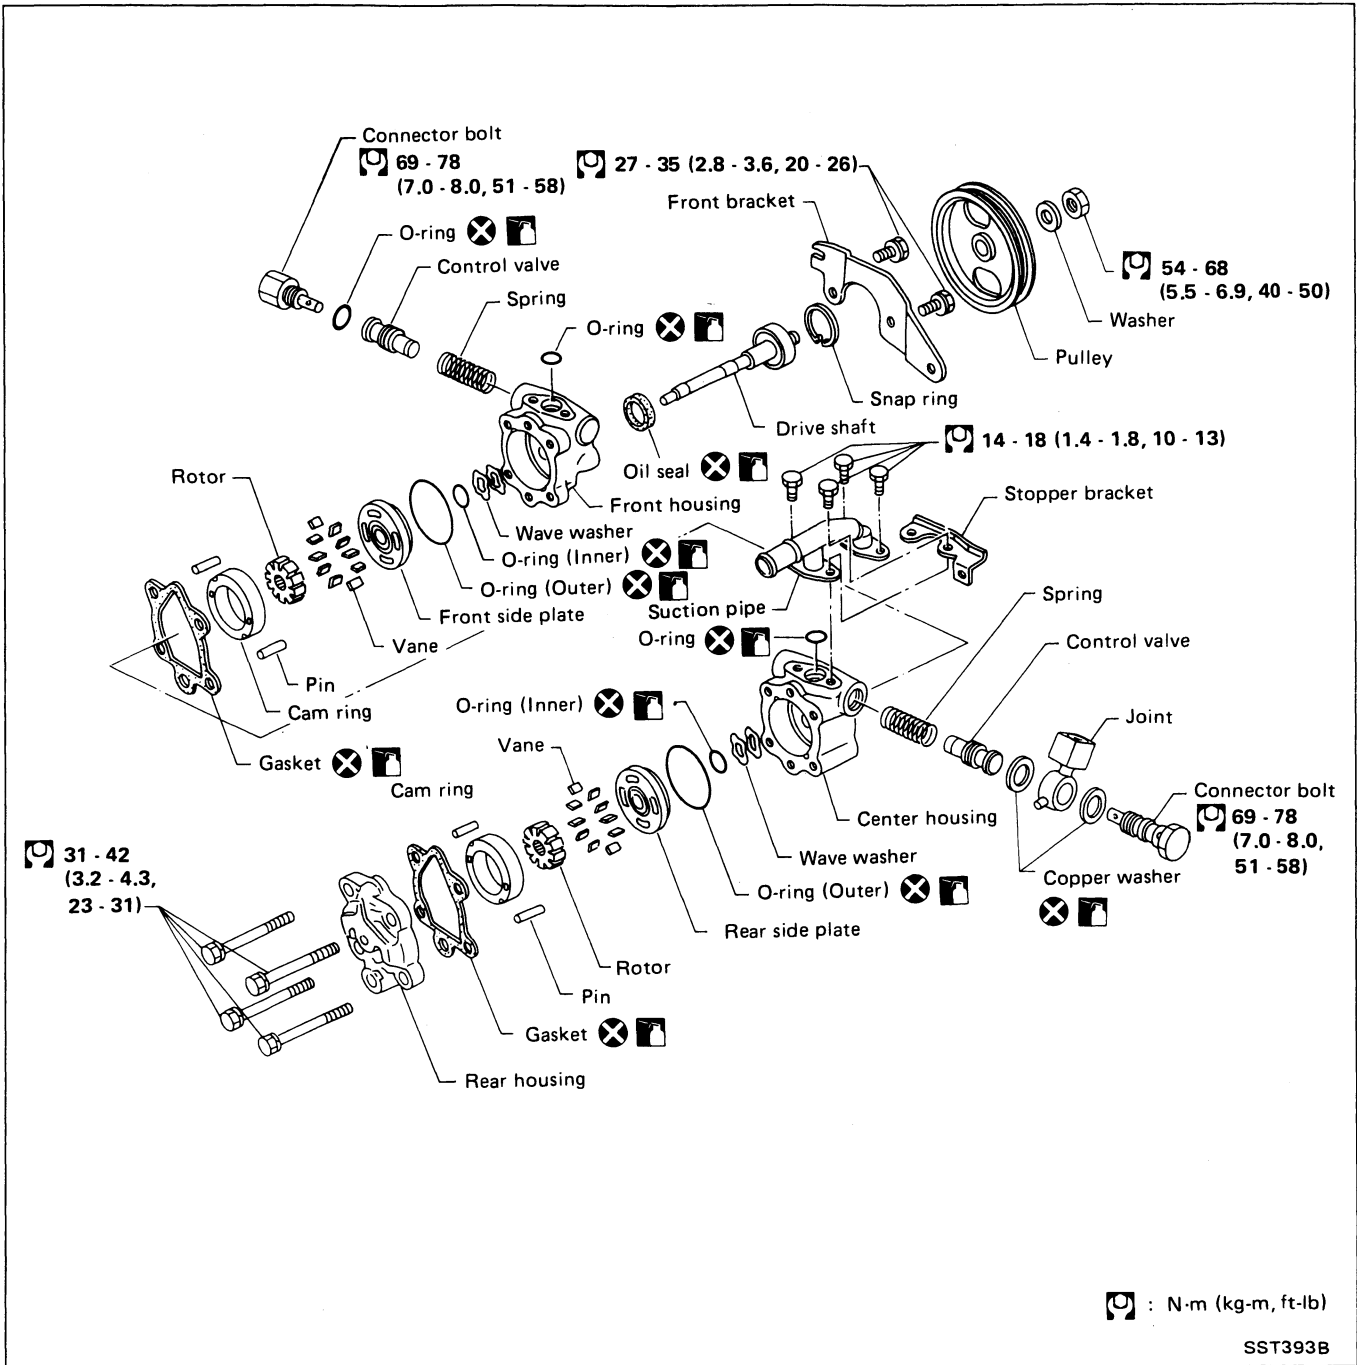 Connector bolt
69 - 78
(7.0 - 8.0, 51 - 58)
27 - 35 (2.8 - 3.6, 20 - 26)
Front bracket
O-ring
Control valve
Spring
54 - 68
(5.5 - 6.9, 40 - 50)
Washer
O-ring
Pulley
Snap ring
Drive shaft
14 - 18 (1.4 - 1.8, 10 - 13)
Oil seal
Rotor
Stopper bracket
Front housing
Wave washer
O-ring (Inner)
O-ring (Outer)
Spring
Suction pipe
Front side plate
O-ring
Control valve
Vane
Pin
O-ring (Inner)
Cam ring
Joint
Vane
Gasket
Cam ring
Connector bolt
69 - 78
(7.0 - 8.0,
51 - 58)
Center housing
31 - 42
(3.2 - 4.3,
23 - 31)
Wave washer
Copper washer
O-ring (Outer)
Rear side plate
Rotor
Pin
Gasket
Rear housing
: N·m (kg-m, ft-lb)
SST393B